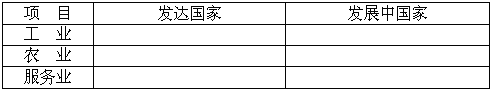 项 目 发达国家 发展中国家
工 业
农 业
服务业